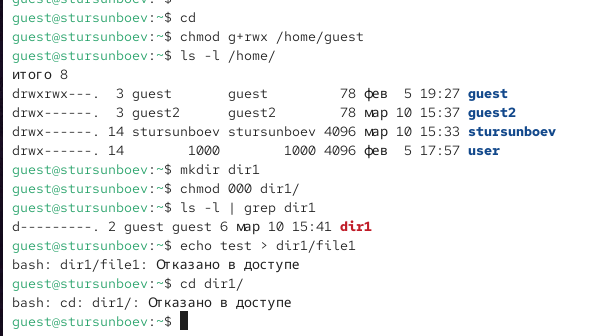 guest@stursunboev:~$ cd
guest@stursunboev:~$ chmod g+rwx /home/guest
guest@stursunboev:~$ ls -l /home/
итого 8
drwxrwx---.  3 guest      guest        78 фев  5 19:27 guest
drwx------.  3 guest2     guest2       78 мар 10 15:37 guest2
drwx------. 14 stursunboev stursunboev 4096 мар 10 15:33 stursunboev
drwx------. 14       1000       1000 4096 фев  5 17:57 user
guest@stursunboev:~$ mkdir dir1
guest@stursunboev:~$ chmod 000 dir1/
guest@stursunboev:~$ ls -l | grep dir1
d---------. 2 guest guest 6 мар 10 15:41 dir1
guest@stursunboev:~$ echo test > dir1/file1
bash: dir1/file1: Отказано в доступе
guest@stursunboev:~$ cd dir1/
bash: cd: dir1/: Отказано в доступе
guest@stursunboev:~$